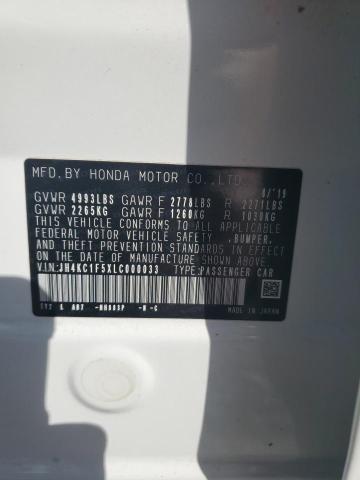 MFD.BY HONDA MOTOR CO.,LTD. 8/'19
GVWR 4993LBS GAWR F 2778LBS R 2271LBS
GVWR 2265KG GAWR F 1260KG R 1030KG
THIS VEHICLE CONFORMS TO ALL APPLICABLE
FEDERAL MOTOR VEHICLE SAFETY, BUMPER,
AND THEFT PREVENTION STANDARDS IN EFFECT
ON THE DATE OF MANUFACTURE SHOWN ABOVE.
VIN:JH4KC1F5XLC000033 TYPE:PASSENGER CAR
-NH883P -H -C
MADE IN JAPAN